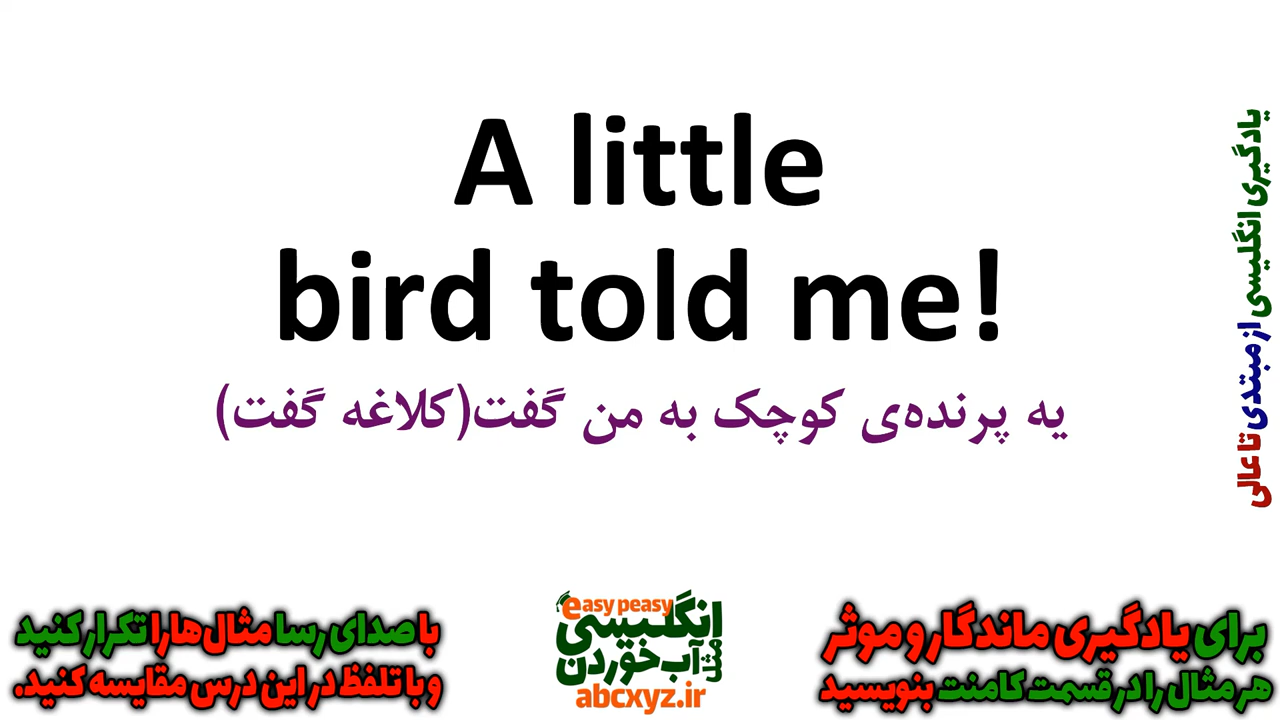 A little
bird told me!
یه پرنده‌ی کوچک به من گفت(کلاغه گفت)
یادگیری انگلیسی از مبتدی تا عالی
برای یادگیری ماندگار و موثر
هر مثال را در قسمت کامنت بنویسید
easy peasy
انگلیسی
مثل
آب خوردن
abcxyz.ir
با صدای رسا مثال‌ها را تکرار کنید
و با تلفظ در این درس مقایسه کنید.